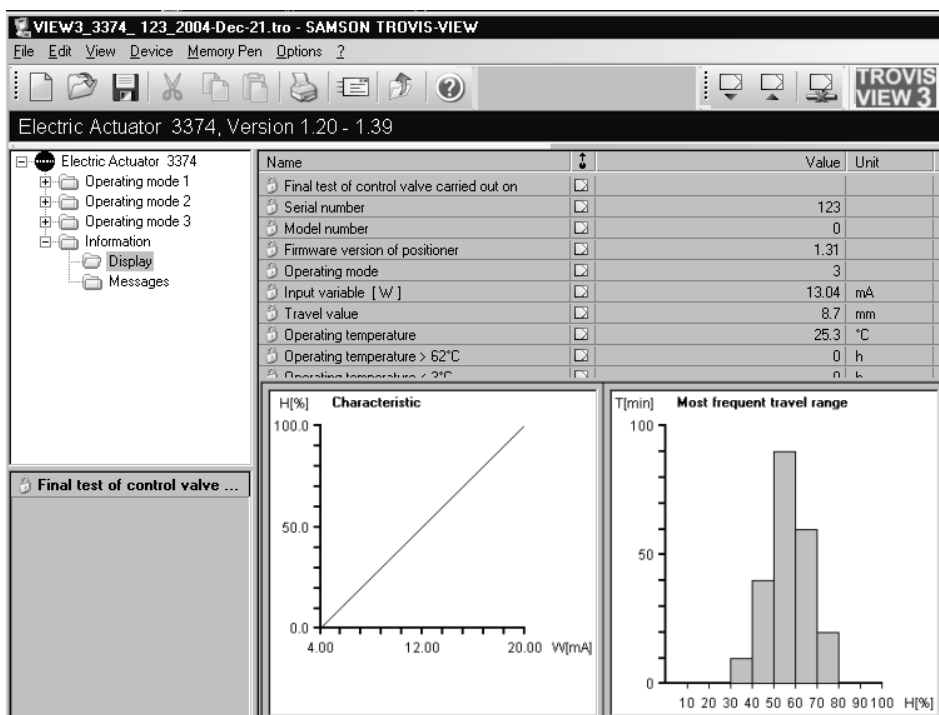 VIEW3_3374_ 123_2004-Dec-21.tro - SAMSON TROVIS-VIEW
File Edit View Device Memory Pen Options ?
TROVIS
VIEW 3
Electric Actuator 3374, Version 1.20 - 1.39
Electric Actuator 3374
Operating mode 1
Operating mode 2
Operating mode 3
Information
Display
Messages
Name Value Unit
Final test of control valve carried out on
Serial number 123
Model number 0
Firmware version of positioner 1.31
Operating mode 3
Input variable [ W ] 13.04 mA
Travel value 8.7 mm
Operating temperature 25.3 °C
Operating temperature > 62°C 0 h
Operating temperature < 3°C 0 h
Final test of control valve ...
H[%] Characteristic
100.0
50.0
0.0
4.00 12.00 20.00 W[mA]
T[min] Most frequent travel range
100
50
0
10 20 30 40 50 60 70 80 90 100 H[%]